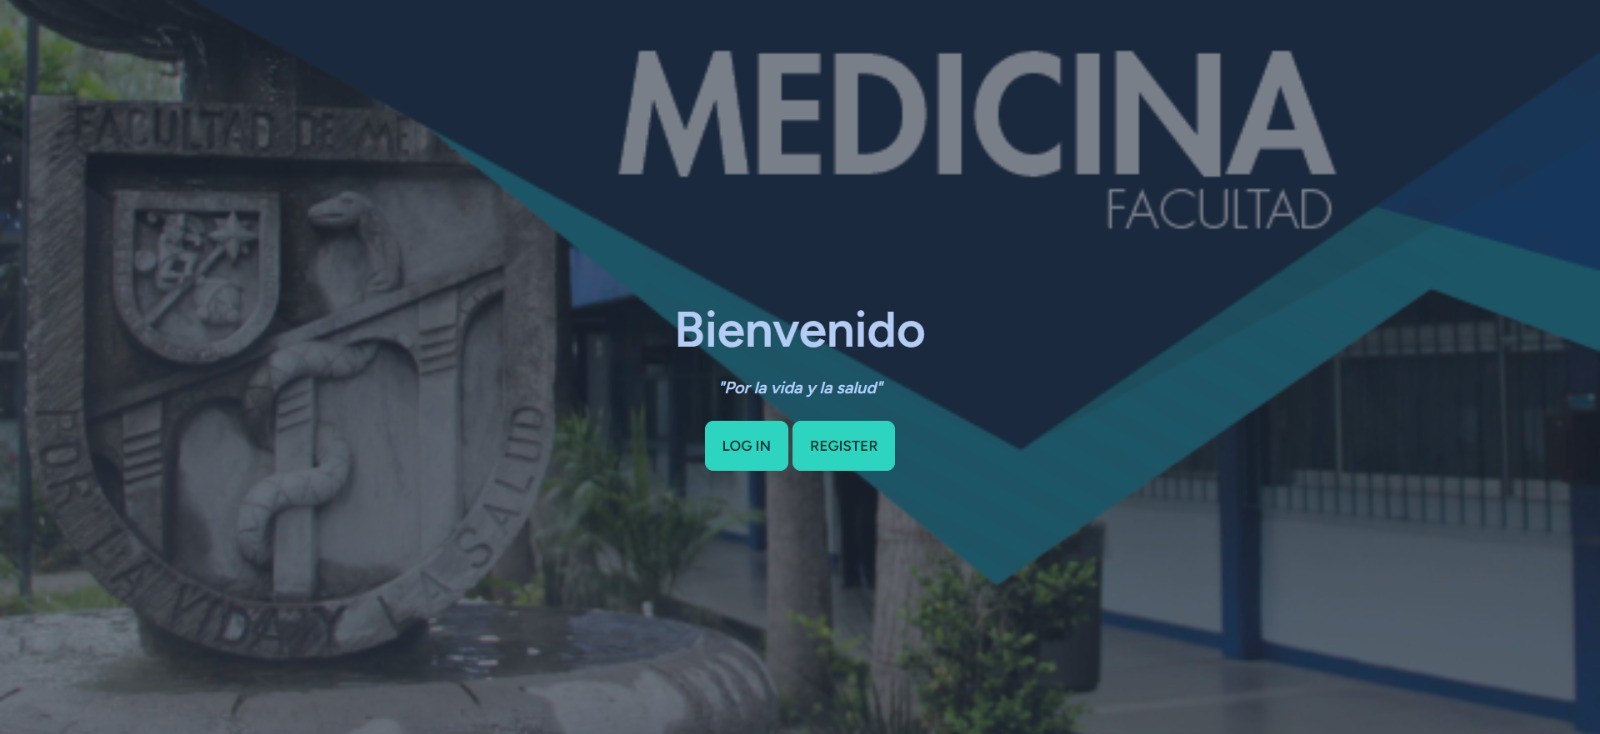 FACULTAD DE ME
POR LA VIDA Y LA SALUD
MEDICINA
FACULTAD
Bienvenido
"Por la vida y la salud"
LOG IN
REGISTER